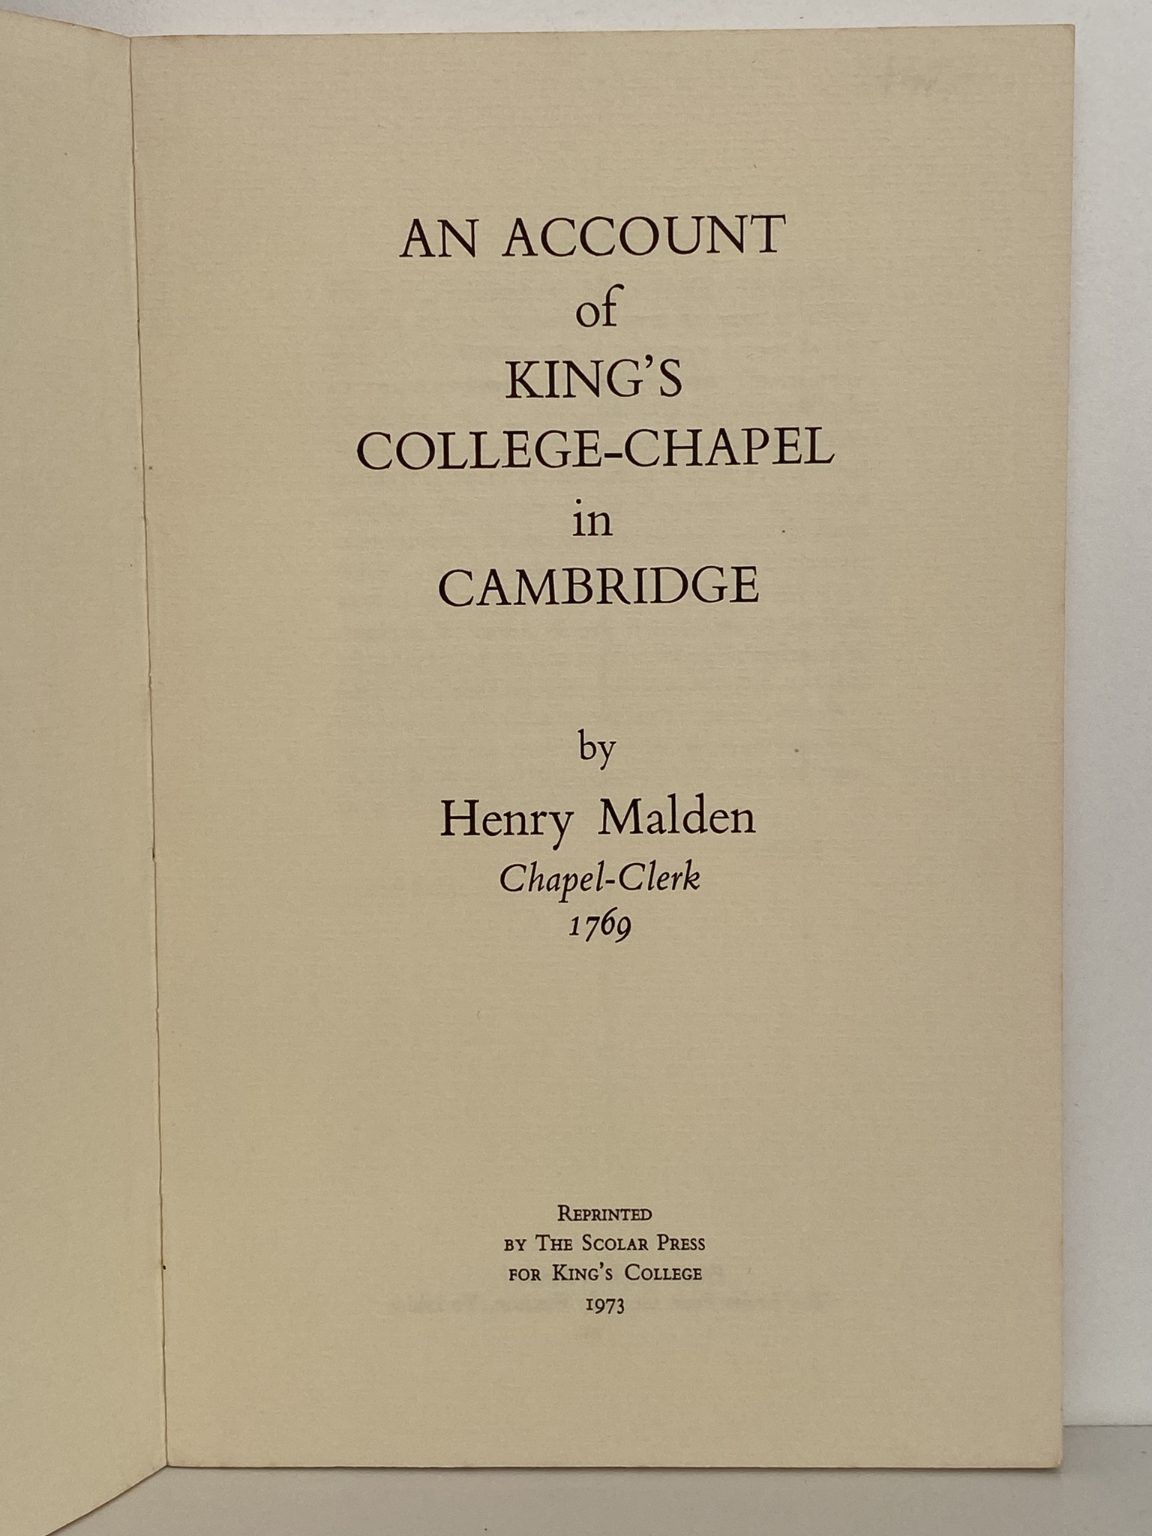 AN ACCOUNT
of
KING'S
COLLEGE-CHAPEL
in
CAMBRIDGE
by
Henry Malden
Chapel-Clerk
1769
REPRINTED
BY THE SCOLAR PRESS
FOR KING'S COLLEGE
1973